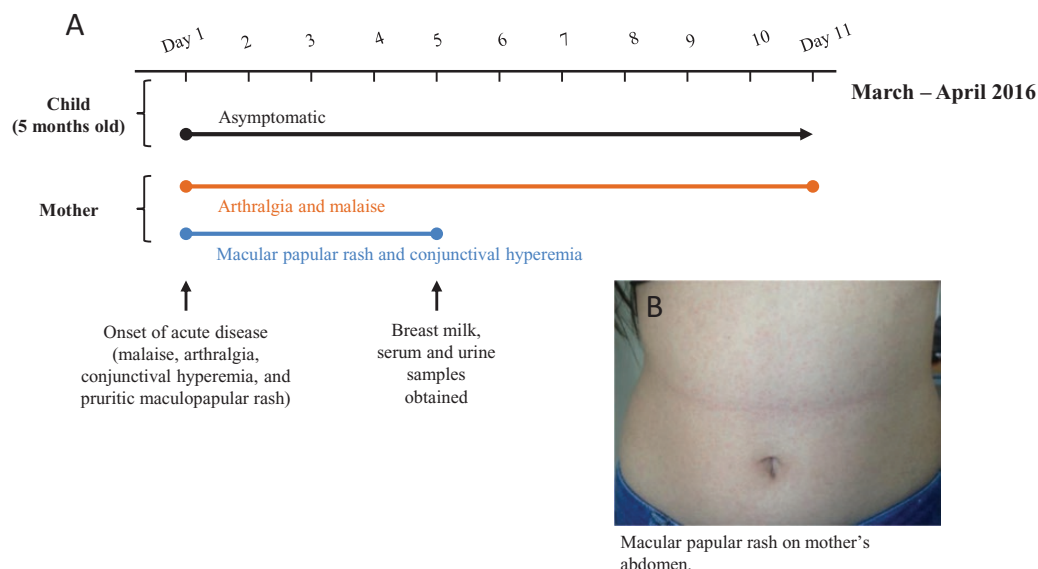 A
Day 1 2 3 4 5 6 7 8 9 10 Day 11
March – April 2016
Child
(5 months old)
Asymptomatic
Mother
Arthralgia and malaise
Macular papular rash and conjunctival hyperemia
Onset of acute disease
(malaise, arthralgia,
conjunctival hyperemia, and
pruritic maculopapular rash)
Breast milk,
serum and urine
samples
obtained
B
Macular papular rash on mother's
abdomen.